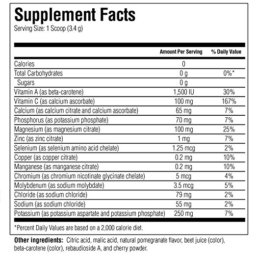 Supplement Facts
Serving Size: 1 Scoop (3.4 g)
Amount Per Serving % Daily Value
Calories 0
Total Carbohydrates 0 g 0%*
Sugars 0 g
Vitamin A (as beta-carotene) 1,500 IU 30%
Vitamin C (as calcium ascorbate) 100 mg 167%
Calcium (as calcium citrate and calcium ascorbate) 65 mg 7%
Phosphorus (as potassium phosphate) 70 mg 7%
Magnesium (as magnesium citrate) 100 mg 25%
Zinc (as zinc citrate) 1 mg 7%
Selenium (as selenium amino acid chelate) 1.25 mcg 2%
Copper (as copper citrate) 0.2 mg 10%
Manganese (as manganese citrate) 0.2 mg 10%
Chromium (as chromium nicotinate glycinate chelate) 5 mcg 4%
Molybdenum (as sodium molybdate) 3.5 mcg 5%
Chloride (as sodium chloride) 79 mg 2%
Sodium (as sodium chloride) 55 mg 2%
Potassium (as potassium aspartate and potassium phosphate) 250 mg 7%
*Percent Daily Values are based on a 2,000 calorie diet.
Other ingredients: Citric acid, malic acid, natural pomegranate flavor, beet juice (color),
beta-carotene (color), rebaudioside A, and cherry powder.